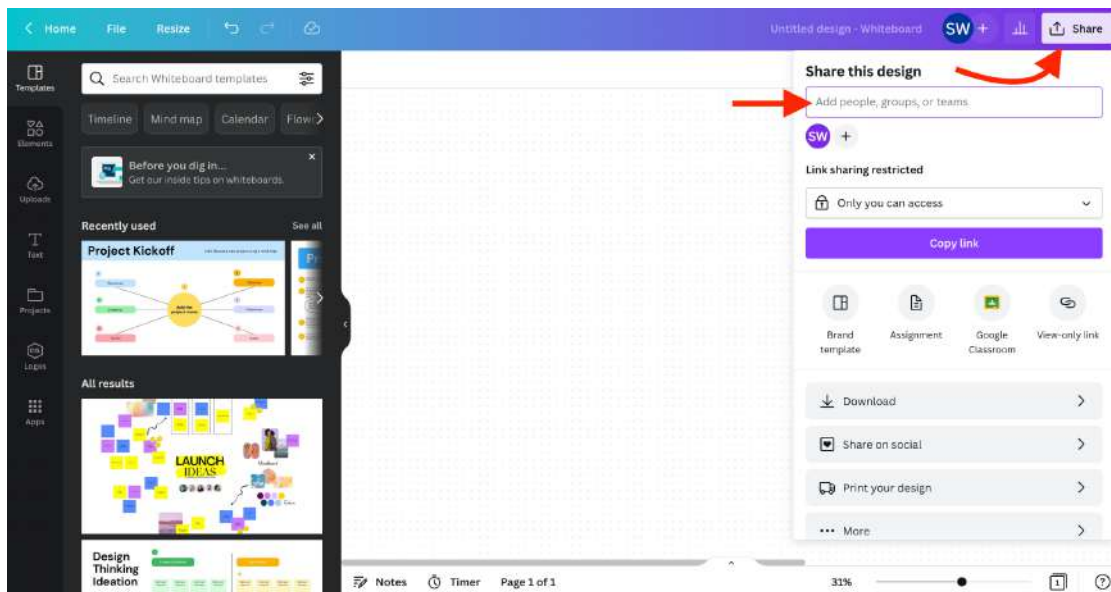 Home File Resize
Untitled design - Whiteboard SW + Share
Templates
Elements
Uploads
Text
Projects
Logos
Apps
Search Whiteboard templates
Timeline Mind map Calendar Flow
Before you dig in...
Get our inside tips on whiteboards.
Recently used See all
Project Kickoff
All results
LAUNCH
IDEAS
Design
Thinking
Ideation
Share this design
Add people, groups, or teams
SW +
Link sharing restricted
Only you can access
Copy link
Brand
template
Assignment
Google
Classroom
View-only link
Download
Share on social
Print your design
More
Notes Timer Page 1 of 1
31% 1 ?